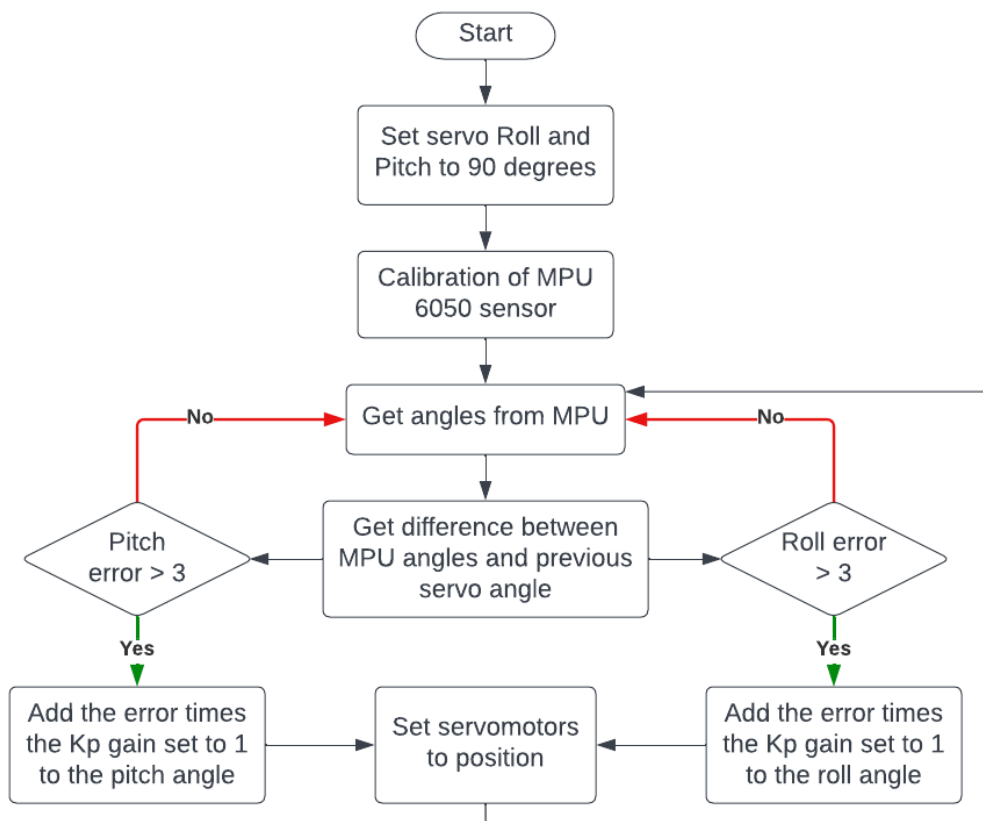 Start
Set servo Roll and
Pitch to 90 degrees
Calibration of MPU
6050 sensor
No
Get angles from MPU
No
Pitch
error > 3
Get difference between
MPU angles and previous
servo angle
Roll error
> 3
Yes
Yes
Add the error times
the Kp gain set to 1
to the pitch angle
Set servomotors
to position
Add the error times
the Kp gain set to 1
to the roll angle